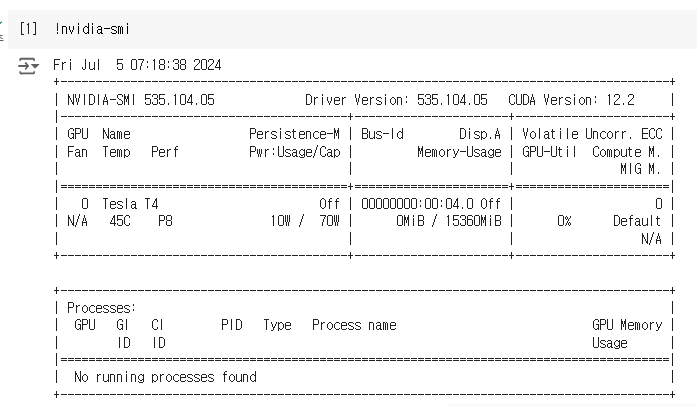 [1] !nvidia-smi
Fri Jul  5 07:18:38 2024
+---------------------------------------------------------------------------------------+
| NVIDIA-SMI 535.104.05             Driver Version: 535.104.05   CUDA Version: 12.2     |
|-----------------------------------------+----------------------+----------------------+
| GPU  Name                 Persistence-M | Bus-Id        Disp.A | Volatile Uncorr. ECC |
| Fan  Temp   Perf          Pwr:Usage/Cap |         Memory-Usage | GPU-Util  Compute M. |
|                                         |                      |               MIG M. |
|=========================================+======================+======================|
|   0  Tesla T4                       Off | 00000000:00:04.0 Off |                    0 |
| N/A   45C    P8              10W /  70W |      0MiB / 15360MiB |      0%      Default |
|                                         |                      |                  N/A |
+-----------------------------------------+----------------------+----------------------+
+---------------------------------------------------------------------------------------+
| Processes:                                                                            |
|  GPU   GI   CI        PID   Type   Process name                            GPU Memory |
|        ID   ID                                                             Usage      |
|=======================================================================================|
|  No running processes found                                                           |
+---------------------------------------------------------------------------------------+